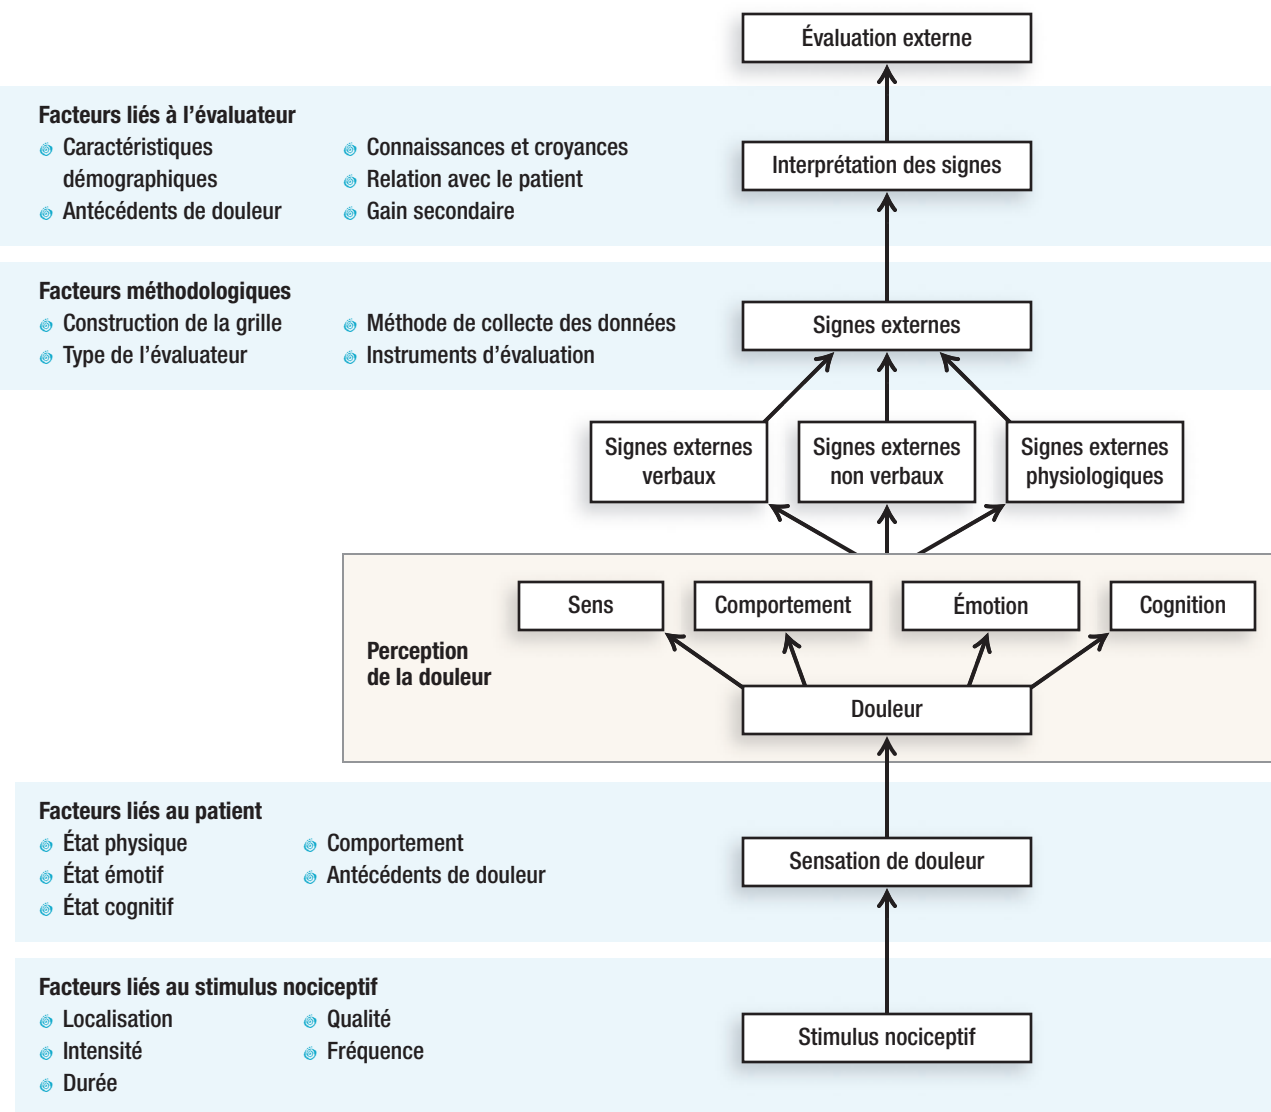 Évaluation externe
Facteurs liés à l'évaluateur
Caractéristiques
démographiques
Antécédents de douleur
Connaissances et croyances
Relation avec le patient
Gain secondaire
Interprétation des signes
Facteurs méthodologiques
Construction de la grille
Type de l'évaluateur
Méthode de collecte des données
Instruments d'évaluation
Signes externes
Signes externes
verbaux
Signes externes
non verbaux
Signes externes
physiologiques
Sens
Comportement
Émotion
Cognition
Perception
de la douleur
Douleur
Facteurs liés au patient
État physique
État émotif
État cognitif
Comportement
Antécédents de douleur
Sensation de douleur
Facteurs liés au stimulus nociceptif
Localisation
Intensité
Durée
Qualité
Fréquence
Stimulus nociceptif